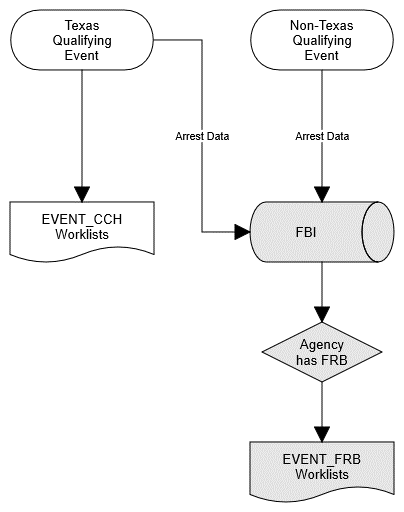 Texas
Qualifying
Event
Non-Texas
Qualifying
Event
Arrest Data
Arrest Data
EVENT_CCH
Worklists
FBI
Agency
has FRB
EVENT_FRB
Worklists